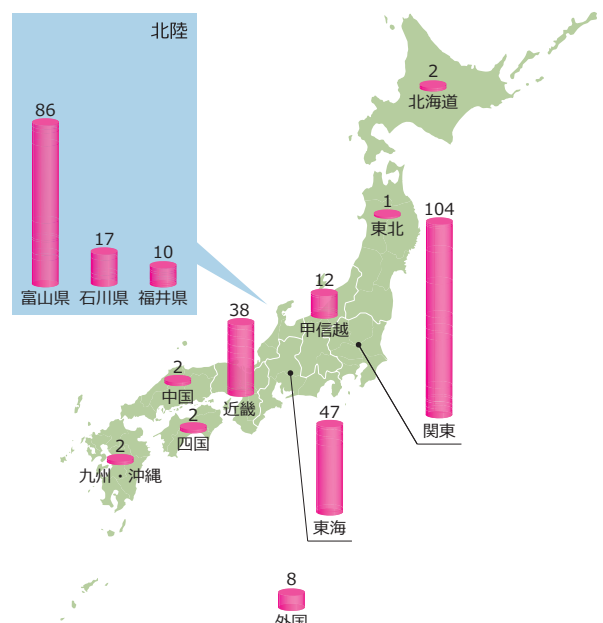 北陸
86
富山県
17
石川県
10
福井県
2
北海道
1
東北
104
関東
12
甲信越
38
近畿
47
東海
2
中国
2
四国
2
九州・沖縄
8
外国